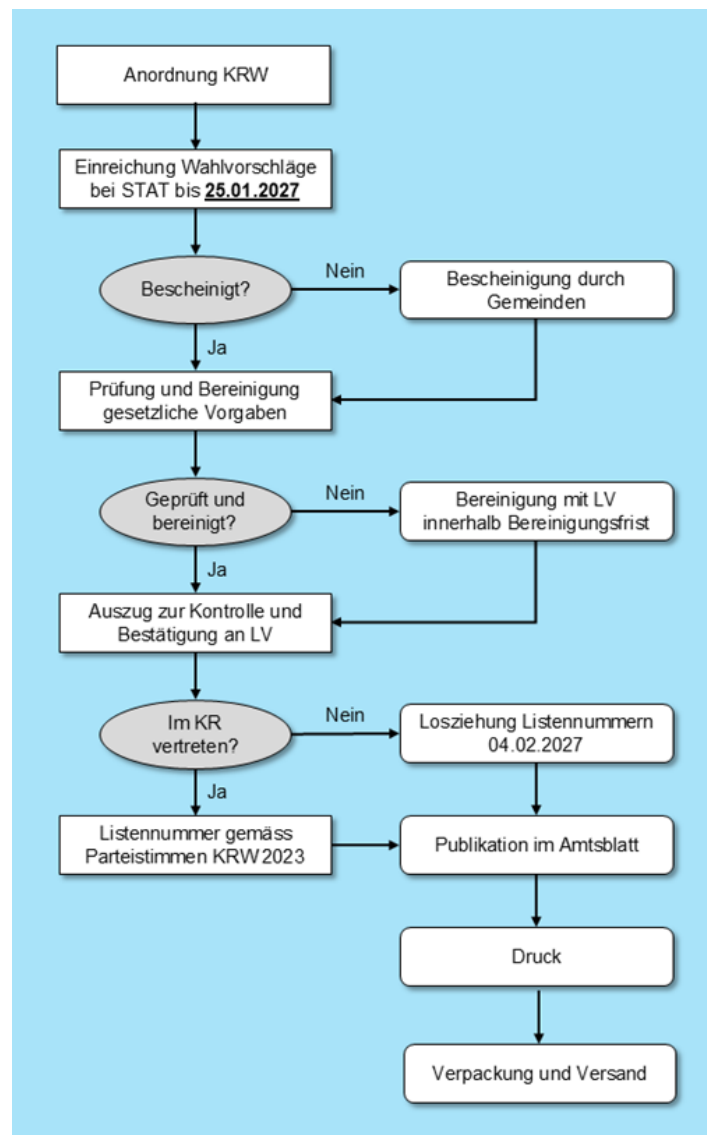 Anordnung KRW
Einreichung Wahlvorschläge
bei STAT bis 25.01.2027
Bescheinigt?
Nein
Bescheinigung durch
Gemeinden
Ja
Prüfung und Bereinigung
gesetzliche Vorgaben
Geprüft und
bereinigt?
Nein
Bereinigung mit LV
innerhalb Bereinigungsfrist
Ja
Auszug zur Kontrolle und
Bestätigung an LV
Im KR
vertreten?
Nein
Losziehung Listennummern
04.02.2027
Ja
Listennummer gemäss
Parteistimmen KRW 2023
Publikation im Amtsblatt
Druck
Verpackung und Versand